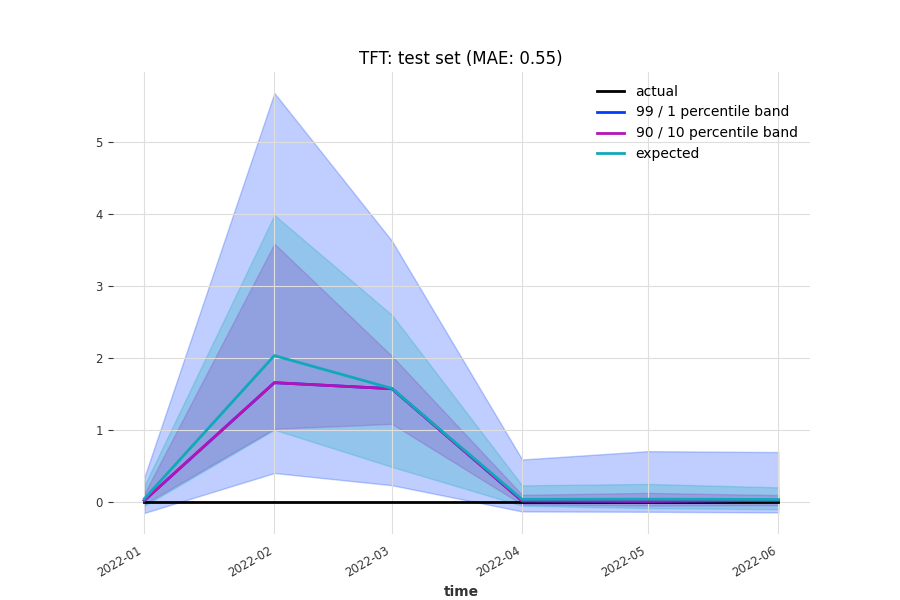 TFT: test set (MAE: 0.55)
actual
99 / 1 percentile band
90 / 10 percentile band
expected
5
4
3
2
1
0
2022-01
2022-02
2022-03
2022-04
2022-05
2022-06
time